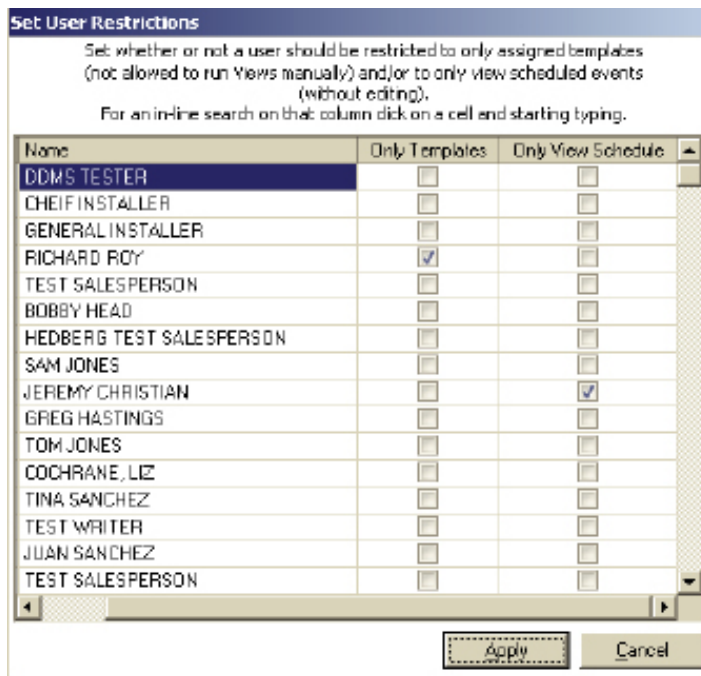 Set User Restrictions
Set whether or not a user should be restricted to only assigned templates
(not allowed to run Views manually) and/or to only view scheduled events
(without editing).
For an in-line search on that column click on a cell and starting typing.
Name Only Templates Only View Schedule
DDMS TESTER
CHEIF INSTALLER
GENERAL INSTALLER
RICHARD ROY
TEST SALESPERSON
BOBBY HEAD
HEDBERG TEST SALESPERSON
SAM JONES
JEREMY CHRISTIAN
GREG HASTINGS
TOM JONES
COCHRANE, LIZ
TINA SANCHEZ
TEST WRITER
JUAN SANCHEZ
TEST SALESPERSON
Apply Cancel